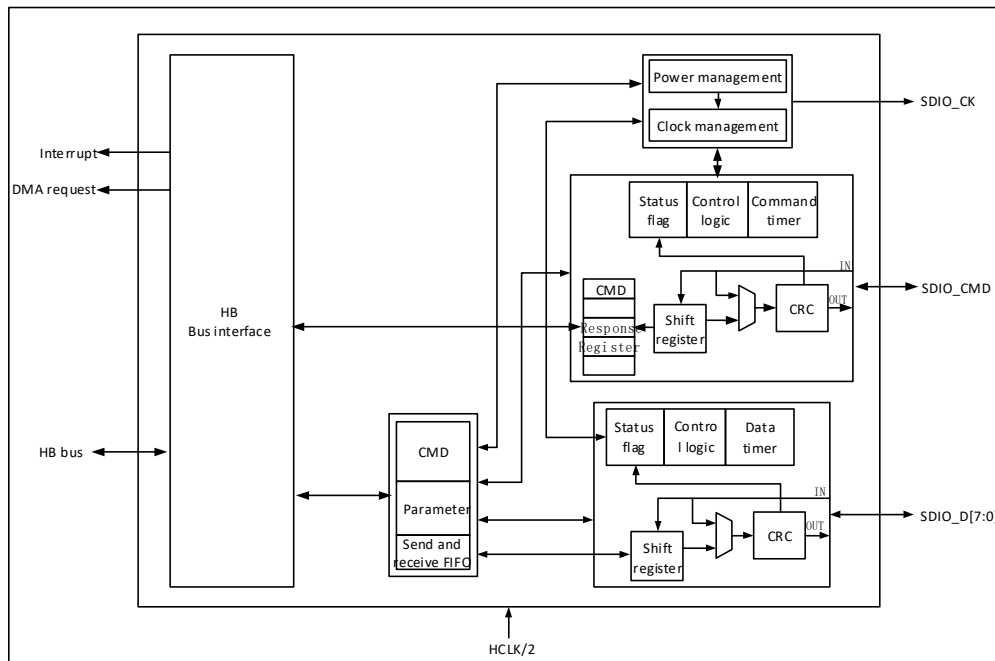 Power management
SDIO_CK
Clock management
Interrupt
DMA request
Status
flag
Control
logic
Command
timer
IN
CMD
SDIO_CMD
OUT
CRC
Shift
register
Response
Register
HB
Bus interface
Status
flag
Contro
l logic
Data
timer
HB bus
CMD
IN
Parameter
SDIO_D[7:0]
OUT
CRC
Send and
receive FIFO
Shift
register
HCLK/2